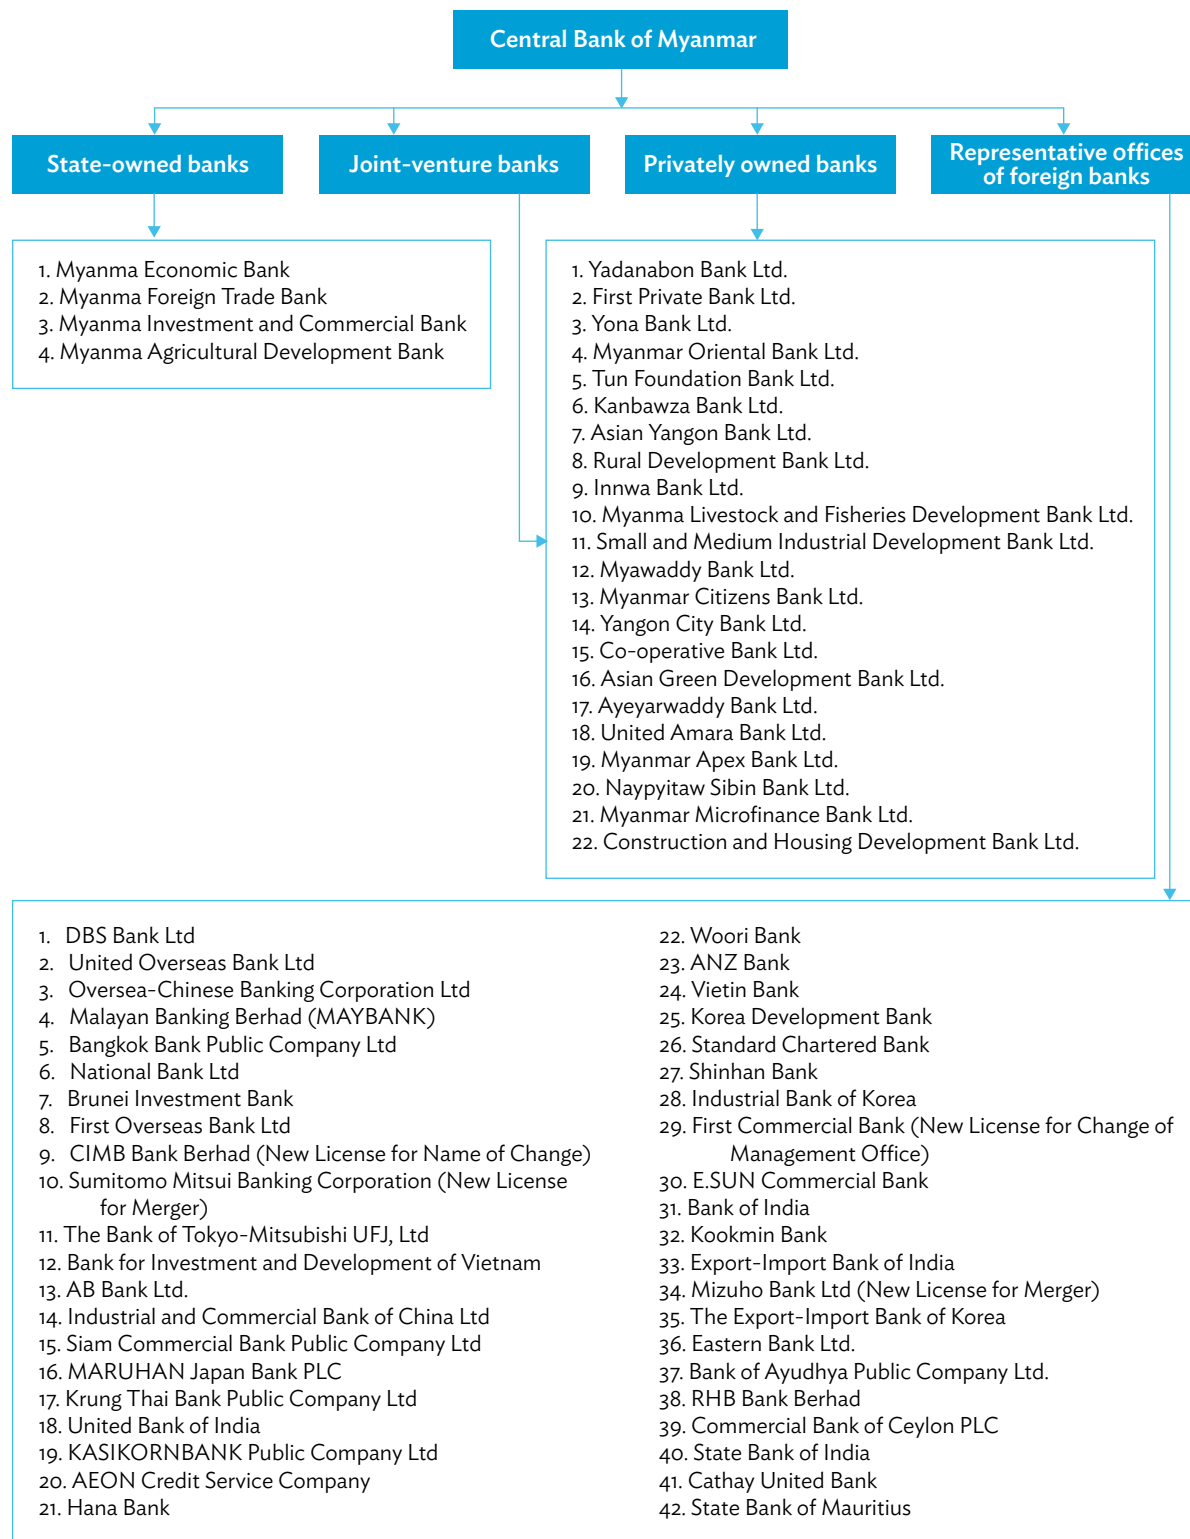 Central Bank of Myanmar
State-owned banks
Joint-venture banks
Privately owned banks
Representative offices
of foreign banks
1. Myanma Economic Bank
2. Myanma Foreign Trade Bank
3. Myanma Investment and Commercial Bank
4. Myanma Agricultural Development Bank
1. Yadanabon Bank Ltd.
2. First Private Bank Ltd.
3. Yona Bank Ltd.
4. Myanmar Oriental Bank Ltd.
5. Tun Foundation Bank Ltd.
6. Kanbawza Bank Ltd.
7. Asian Yangon Bank Ltd.
8. Rural Development Bank Ltd.
9. Innwa Bank Ltd.
10. Myanma Livestock and Fisheries Development Bank Ltd.
11. Small and Medium Industrial Development Bank Ltd.
12. Myawaddy Bank Ltd.
13. Myanmar Citizens Bank Ltd.
14. Yangon City Bank Ltd.
15. Co-operative Bank Ltd.
16. Asian Green Development Bank Ltd.
17. Ayeyarwaddy Bank Ltd.
18. United Amara Bank Ltd.
19. Myanmar Apex Bank Ltd.
20. Naypyitaw Sibin Bank Ltd.
21. Myanmar Microfinance Bank Ltd.
22. Construction and Housing Development Bank Ltd.
1. DBS Bank Ltd
2. United Overseas Bank Ltd
3. Oversea-Chinese Banking Corporation Ltd
4. Malayan Banking Berhad (MAYBANK)
5. Bangkok Bank Public Company Ltd
6. National Bank Ltd
7. Brunei Investment Bank
8. First Overseas Bank Ltd
9. CIMB Bank Berhad (New License for Name of Change)
10. Sumitomo Mitsui Banking Corporation (New License
for Merger)
11. The Bank of Tokyo-Mitsubishi UFJ, Ltd
12. Bank for Investment and Development of Vietnam
13. AB Bank Ltd.
14. Industrial and Commercial Bank of China Ltd
15. Siam Commercial Bank Public Company Ltd
16. MARUHAN Japan Bank PLC
17. Krung Thai Bank Public Company Ltd
18. United Bank of India
19. KASIKORNBANK Public Company Ltd
20. AEON Credit Service Company
21. Hana Bank
22. Woori Bank
23. ANZ Bank
24. Vietin Bank
25. Korea Development Bank
26. Standard Chartered Bank
27. Shinhan Bank
28. Industrial Bank of Korea
29. First Commercial Bank (New License for Change of
Management Office)
30. E.SUN Commercial Bank
31. Bank of India
32. Kookmin Bank
33. Export-Import Bank of India
34. Mizuho Bank Ltd (New License for Merger)
35. The Export-Import Bank of Korea
36. Eastern Bank Ltd.
37. Bank of Ayudhya Public Company Ltd.
38. RHB Bank Berhad
39. Commercial Bank of Ceylon PLC
40. State Bank of India
41. Cathay United Bank
42. State Bank of Mauritius